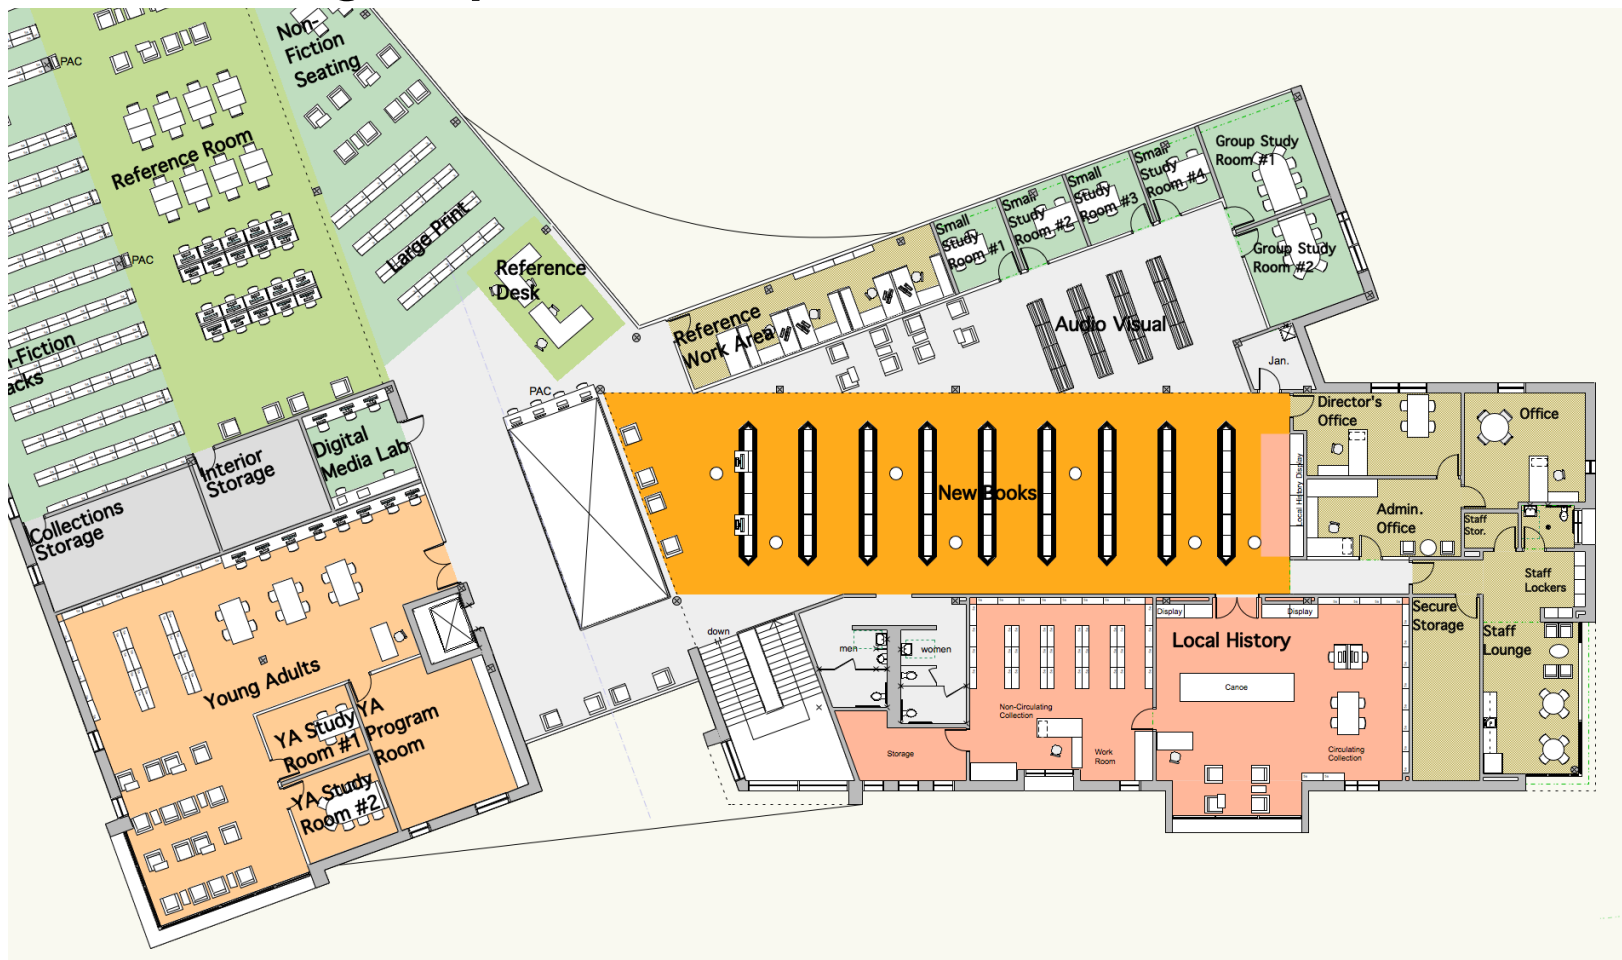 Non-
Fiction
Seating
PAC
Reference Room
PAC
Large Print
Reference
Desk
Reference
Work Area
Small
Study
Room #1
Small
Study
Room #2
Small
Study
Room #3
Small
Study
Room #4
Group Study
Room #1
Group Study
Room #2
Audio Visual
Jan.
PAC
-Fiction
acks
Digital
Media Lab
Interior
Storage
Collections
Storage
New Books
Local History Display
Director's
Office
Office
Admin.
Office
Staff
Stor.
Staff
Lockers
Secure
Storage
Staff
Lounge
Young Adults
YA Study
Room #1
YA
Program
Room
YA Study
Room #2
down
men
women
Storage
Non-Circulating
Collection
Work
Room
Display
Display
Local History
Canoe
Circulating
Collection